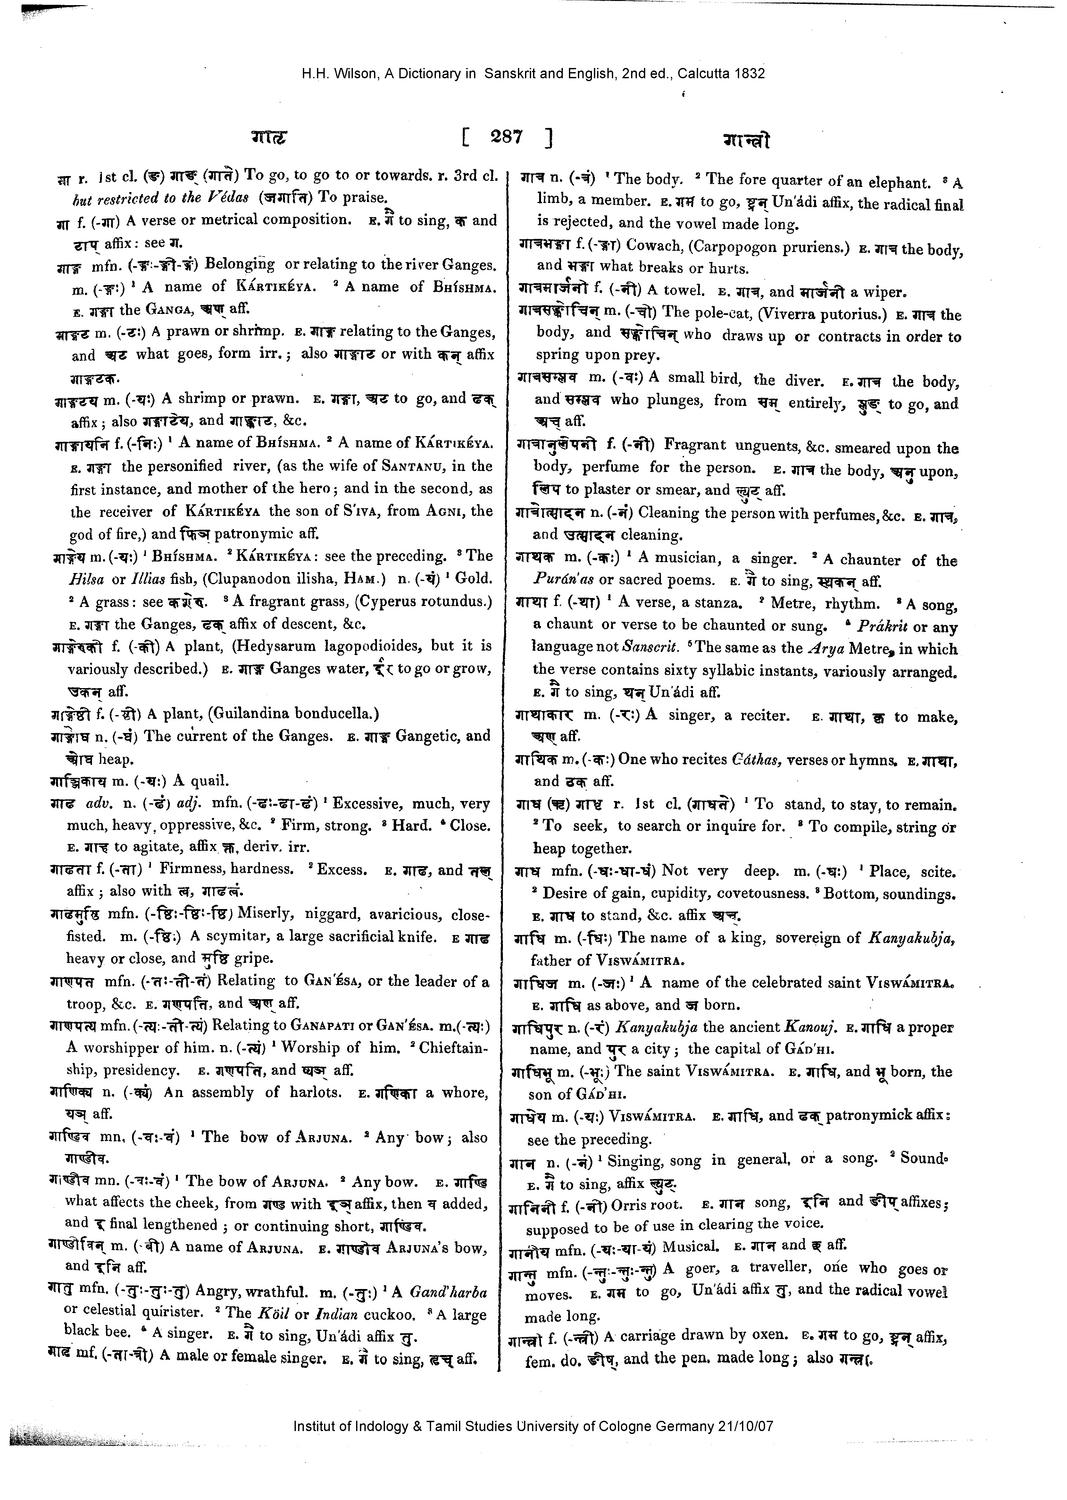 H.H. Wilson, A Dictionary in Sanskrit and English, 2nd ed., Calcutta 1832
गाढ [ 287 ] गान्त्री
गा r. 1st cl. (ङ) गाङ् (गाते) To go, to go to or towards. r. 3rd cl.
but restricted to the Védas (जगाति) To praise.
गा f. (-गा) A verse or metrical composition. E. गै to sing, क and
टाप् affix: see ग.
गाङ्ग mfn. (-ङ्गः-ङ्गी-ङ्गं) Belonging or relating to the river Ganges.
m. (-ङ्गः) ¹ A name of KÁRTIKÉYA. ² A name of BHÍSHMA.
E. गङ्गा the GANGA, अण् aff.
गाङ्गट m. (-टः) A prawn or shrimp. E. गाङ्ग relating to the Ganges,
and अट what goes, form irr.; also गाङ्गाट or with कन् affix
गाङ्गटक.
गाङ्गटेय m. (-यः) A shrimp or prawn. E. गङ्गा, अट to go, and ढक्
affix; also गङ्गाटेय, and गाङ्गाट, &c.
गाङ्गायनि f. (-निः) ¹ A name of BHÍSHMA. ² A name of KÁRTIKÉYA.
E. गङ्गा the personified river, (as the wife of SANTANU, in the
first instance, and mother of the hero; and in the second, as
the receiver of KÁRTIKÉYA the son of S'IVA, from AGNI, the
god of fire,) and फिञ् patronymic aff.
गाङ्गेय m. (-यः) ¹ BHÍSHMA. ² KÁRTIKÉYA: see the preceding. ³ The
Hilsa or Illias fish, (Clupanodon ilisha, HAM.) n. (-यं) ¹ Gold.
² A grass: see कशेरु. ³ A fragrant grass, (Cyperus rotundus.)
E. गङ्गा the Ganges, ढक् affix of descent, &c.
गाङ्गेरुकी f. (-की) A plant, (Hedysarum lagopodioides, but it is
variously described.) E. गाङ्ग Ganges water, ईर to go or grow,
उकन् aff.
गाङ्गेष्ठी f. (-ष्ठी) A plant, (Guilandina bonducella.)
गाङ्गौघ n. (-घं) The current of the Ganges. E. गाङ्ग Gangetic, and
ओघ heap.
गाञ्जिकाय m. (-यः) A quail.
गाढ adv. n. (-ढं) adj. mfn. (-ढः-ढा-ढं) ¹ Excessive, much, very
much, heavy, oppressive, &c. ² Firm, strong. ³ Hard. ⁴ Close.
E. गाह to agitate, affix क्त, deriv. irr.
गाढता f. (-ता) ¹ Firmness, hardness. ² Excess. E. गाढ, and तल्
affix; also with त्व, गाढत्वं.
गाढमुष्टि mfn. (-ष्टिः-ष्टिः-ष्टि) Miserly, niggard, avaricious, close-
fisted. m. (-ष्टिः) A scymitar, a large sacrificial knife. E गाढ
heavy or close, and मुष्टि gripe.
गाणपत mfn. (-तः-ती-तं) Relating to GAN'ÉSA, or the leader of a
troop, &c. E. गणपति, and अण् aff.
गाणपत्य mfn. (-त्यः-ती-त्यं) Relating to GANAPATI or GAN'ÉSA. m. (-त्यः)
A worshipper of him. n. (-त्यं) ¹ Worship of him. ² Chieftain-
ship, presidency. E. गणपति, and यञ् aff.
गाणिक्य n. (-क्यं) An assembly of harlots. E. गणिका a whore,
यञ् aff.
गाण्डिव mn. (-वः-वं) ¹ The bow of ARJUNA. ² Any bow; also
गाण्डीव.
गाण्डीव mn. (-वः-वं) ¹ The bow of ARJUNA. ² Any bow. E. गाण्डि
what affects the cheek, from गण्ड with इञ् affix, then व added,
and इ final lengthened; or continuing short, गाण्डिव.
गाण्डीविन् m. (-वी) A name of ARJUNA. E. गाण्डीव ARJUNA's bow,
and इनि aff.
गातु mfn. (-तुः-तुः-तु) Angry, wrathful. m. (-तुः) ¹ A Gand'harba
or celestial quirister. ² The Köil or Indian cuckoo. ³ A large
black bee. ⁴ A singer. E. गै to sing, Un'ádi affix तु.
गातृ mf. (-ता-त्री) A male or female singer. E. गै to sing, तृच् aff.
गात्र n. (-त्रं) ¹ The body. ² The fore quarter of an elephant. ³ A
limb, a member. E. गम to go, ष्ट्रन् Un'ádi affix, the radical final
is rejected, and the vowel made long.
गात्रभङ्गा f. (-ङ्गा) Cowach, (Carpopogon pruriens.) E. गात्र the body,
and भङ्गा what breaks or hurts.
गात्रमार्जनी f. (-नी) A towel. E. गात्र, and मार्जनी a wiper.
गात्रसङ्कोचिन् m. (-ची) The pole-cat, (Viverra putorius.) E. गात्र the
body, and सङ्कोचिन् who draws up or contracts in order to
spring upon prey.
गात्रसम्प्लव m. (-वः) A small bird, the diver. E. गात्र the body,
and सम्प्लव who plunges, from सम् entirely, प्लुङ् to go, and
अच् aff.
गात्रानुलेपनी f. (-नी) Fragrant unguents, &c. smeared upon the
body, perfume for the person. E. गात्र the body, अनु upon,
लिप to plaster or smear, and ल्युट् aff.
गात्रोत्सादन n. (-नं) Cleaning the person with perfumes, &c. E. गात्र,
and उत्सादन cleaning.
गाथक m. (-कः) ¹ A musician, a singer. ² A chaunter of the
Purán'as or sacred poems. E. गै to sing, स्थकन् aff.
गाथा f. (-था) ¹ A verse, a stanza. ² Metre, rhythm. ³ A song,
a chaunt or verse to be chaunted or sung. ⁴ Prákrit or any
language not Sanscrit. ⁵ The same as the Arya Metre, in which
the verse contains sixty syllabic instants, variously arranged.
E. गै to sing, थन् Un'ádi aff.
गाथाकार m. (-रः) A singer, a reciter. E. गाथा, कृ to make,
अण् aff.
गाथिक m. (-कः) One who recites Gáthas, verses or hymns. E. गाथा,
and ठक् aff.
गाध (ऋ) गाधृ r. 1st cl. (गाधते) ¹ To stand, to stay, to remain.
² To seek, to search or inquire for. ³ To compile, string or
heap together.
गाध mfn. (-धः-धा-धं) Not very deep. m. (-धः) ¹ Place, scite.
² Desire of gain, cupidity, covetousness. ³ Bottom, soundings.
E. गाध to stand, &c. affix अच्.
गाधि m. (-धिः) The name of a king, sovereign of Kanyakubja,
father of VISWÁMITRA.
गाधिज m. (-जः) ¹ A name of the celebrated saint VISWÁMITRA.
E. गाधि as above, and ज born.
गाधिपुर n. (-रं) Kanyakubja the ancient Kanouj. E. गाधि a proper
name, and पुर a city; the capital of GÁD'HI.
गाधिभू m. (-भूः) The saint VISWÁMITRA. E. गाधि, and भू born, the
son of GÁD'HI.
गाधेय m. (-यः) VISWÁMITRA. E. गाधि, and ढक् patronymick affix:
see the preceding.
गान n. (-नं) ¹ Singing, song in general, or a song. ² Sound.
E. गै to sing, affix ल्युट्.
गानिनी f. (-नी) Orris root. E. गान song, इनि and ङीप् affixes;
supposed to be of use in clearing the voice.
गानीय mfn. (-यः-या-यं) Musical. E. गान and छ aff.
गान्तु mfn. (-न्तुः-न्तुः-न्तु) A goer, a traveller, one who goes or
moves. E. गम to go, Un'ádi affix तु, and the radical vowel
made long.
गान्त्री f. (-न्त्री) A carriage drawn by oxen. E. गम to go, ष्ट्रन् affix,
fem. do. ङीष्, and the pen. made long; also गन्त्री.
Institut of Indology & Tamil Studies University of Cologne Germany 21/10/07